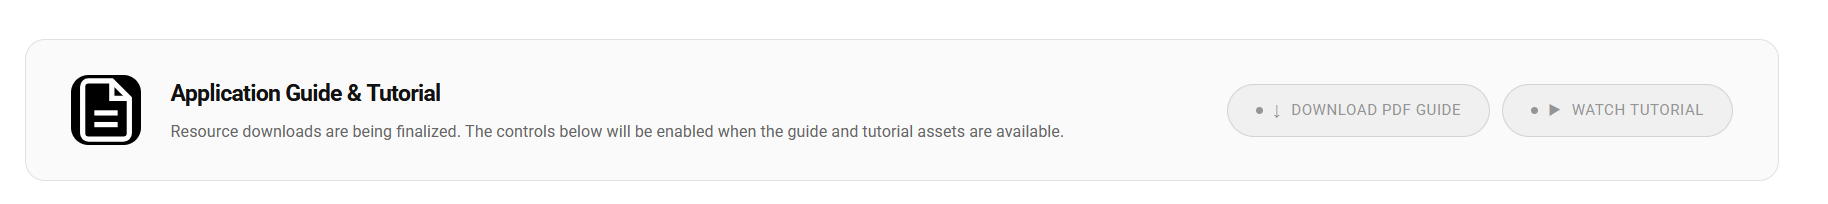 Application Guide & Tutorial
Resource downloads are being finalized. The controls below will be enabled when the guide and tutorial assets are available.
• ↓ DOWNLOAD PDF GUIDE
• ▶ WATCH TUTORIAL